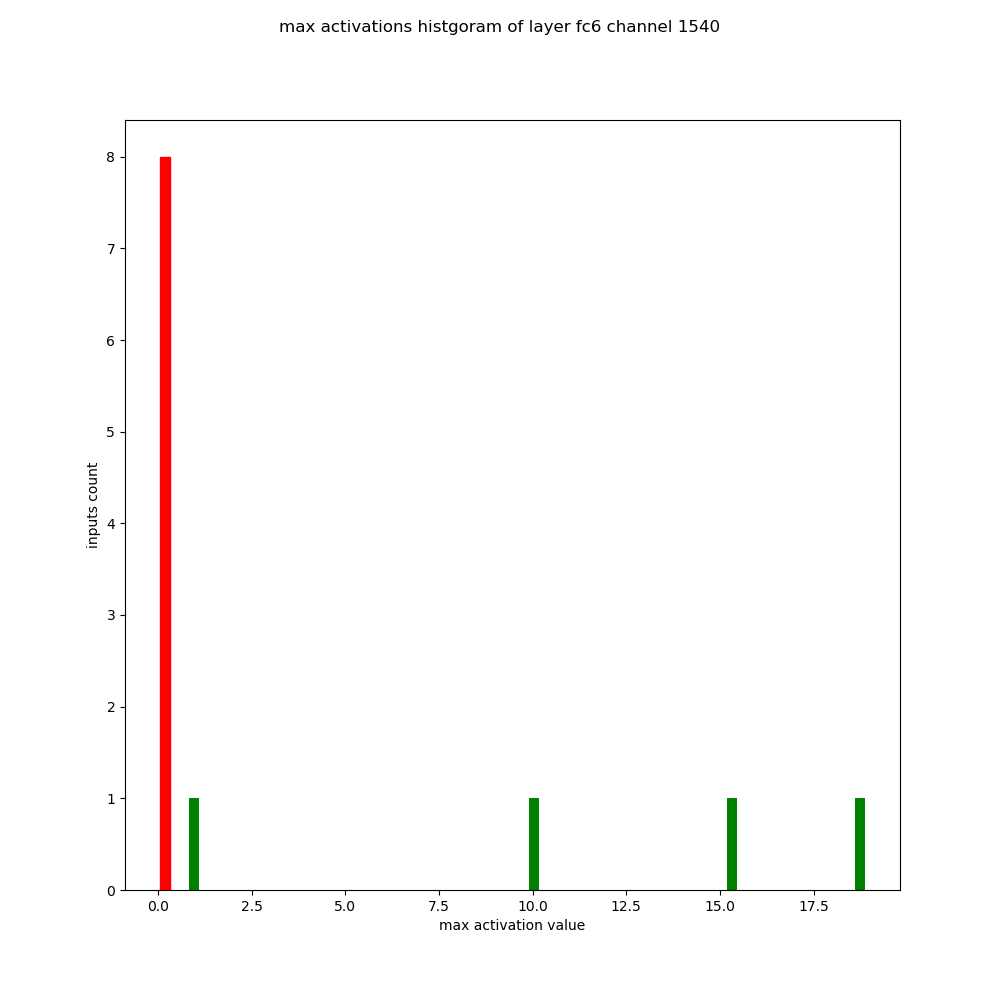 max activations histgoram of layer fc6 channel 1540
8
7
6
5
4
3
2
1
0
inputs count
0.0 2.5 5.0 7.5 10.0 12.5 15.0 17.5
max activation value